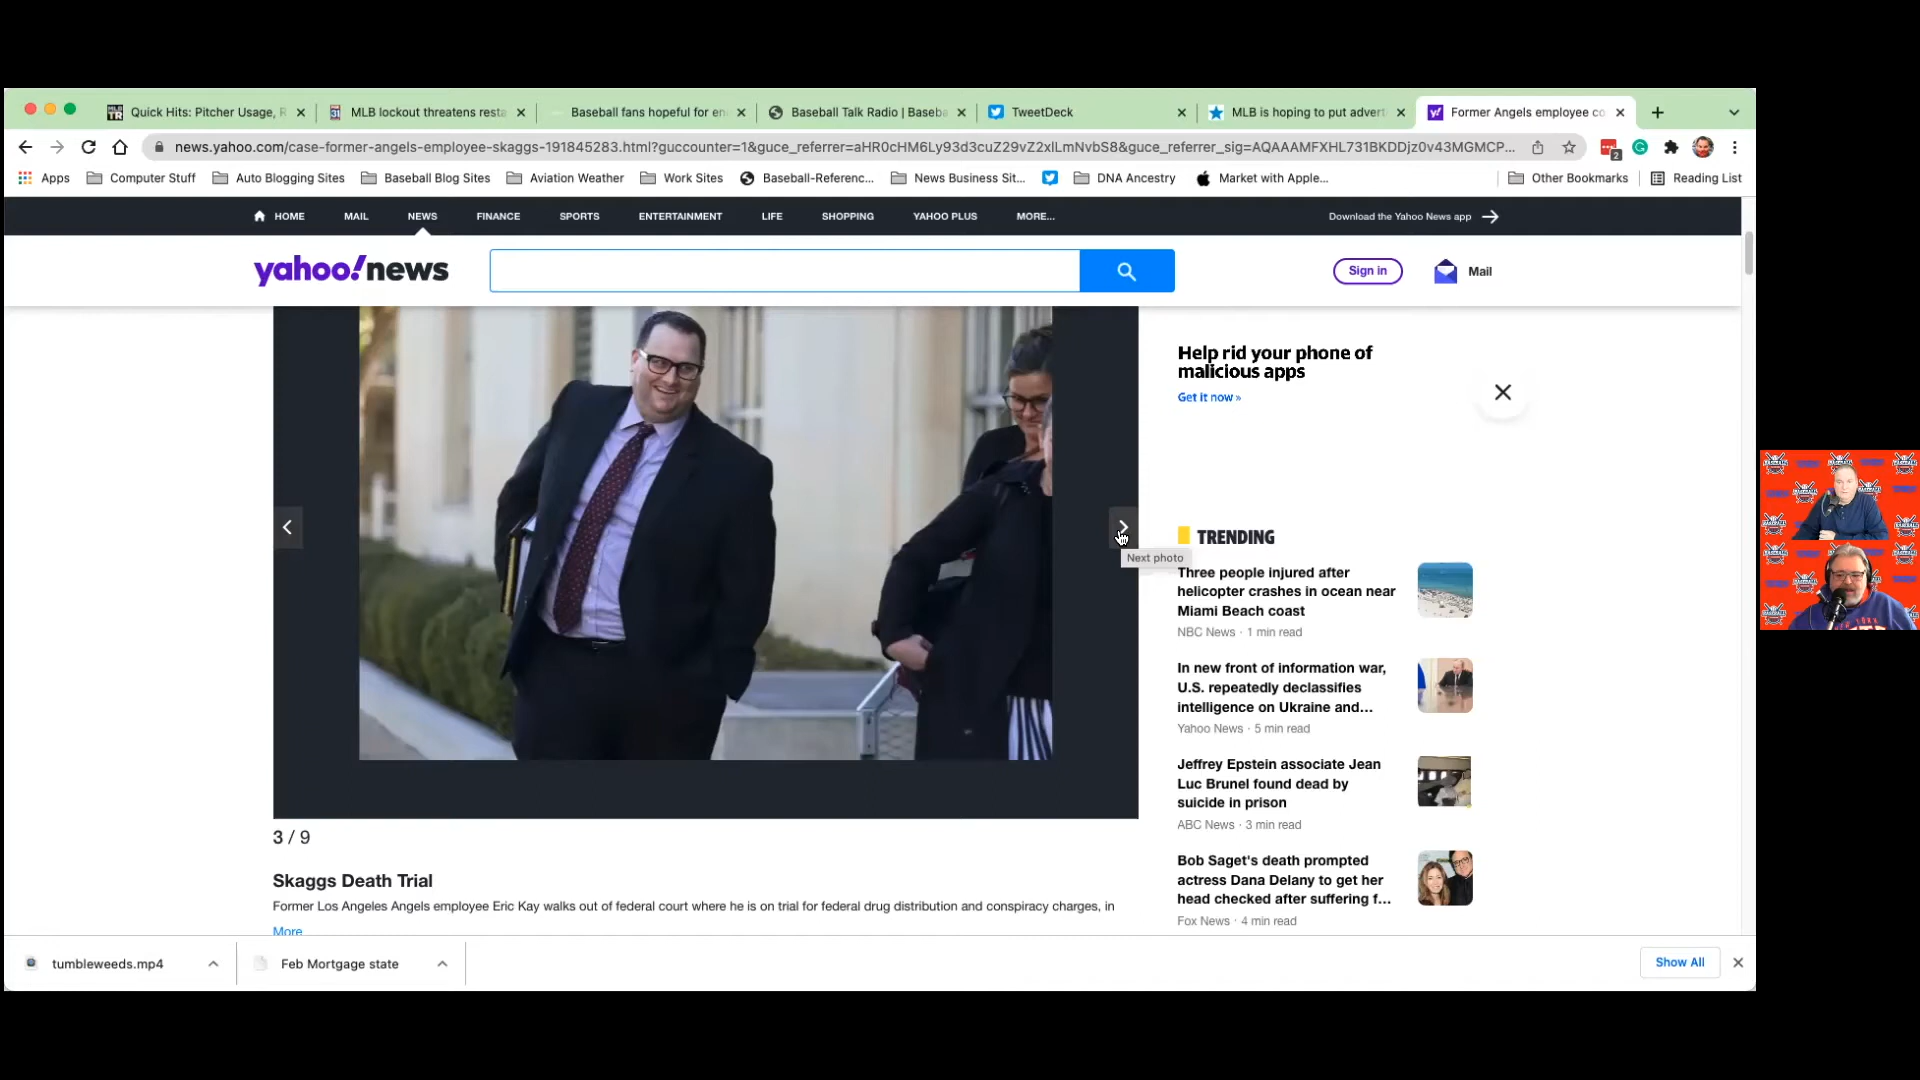 Quick Hits: Pitcher Usage, R
MLB lockout threatens resta
Baseball fans hopeful for en
Baseball Talk Radio | Baseba
TweetDeck
MLB is hoping to put advert
Former Angels employee co
news.yahoo.com/case-former-angels-employee-skaggs-191845283.html?guccounter=1&guce_referrer=aHR0cHM6Ly93d3cuZ29vZ2xlLmNvbS8&guce_referrer_sig=AQAAAMFXHL731BKDDjz0v43MGMCP...
2
Apps
Computer Stuff
Auto Blogging Sites
Baseball Blog Sites
Aviation Weather
Work Sites
Baseball-Referenc...
News Business Sit...
DNA Ancestry
Market with Apple...
Other Bookmarks
Reading List
HOME
MAIL
NEWS
FINANCE
SPORTS
ENTERTAINMENT
LIFE
SHOPPING
YAHOO PLUS
MORE...
Download the Yahoo News app
yahoo!news
Sign in
Mail
Help rid your phone of
malicious apps
Get it now »
Next photo
TRENDING
Three people injured after
helicopter crashes in ocean near
Miami Beach coast
NBC News · 1 min read
In new front of information war,
U.S. repeatedly declassifies
intelligence on Ukraine and...
Yahoo News · 5 min read
Jeffrey Epstein associate Jean
Luc Brunel found dead by
suicide in prison
ABC News · 3 min read
Bob Saget's death prompted
actress Dana Delany to get her
head checked after suffering f...
Fox News · 4 min read
3 / 9
Skaggs Death Trial
Former Los Angeles Angels employee Eric Kay walks out of federal court where he is on trial for federal drug distribution and conspiracy charges, in
More
tumbleweeds.mp4
Feb Mortgage state
Show All